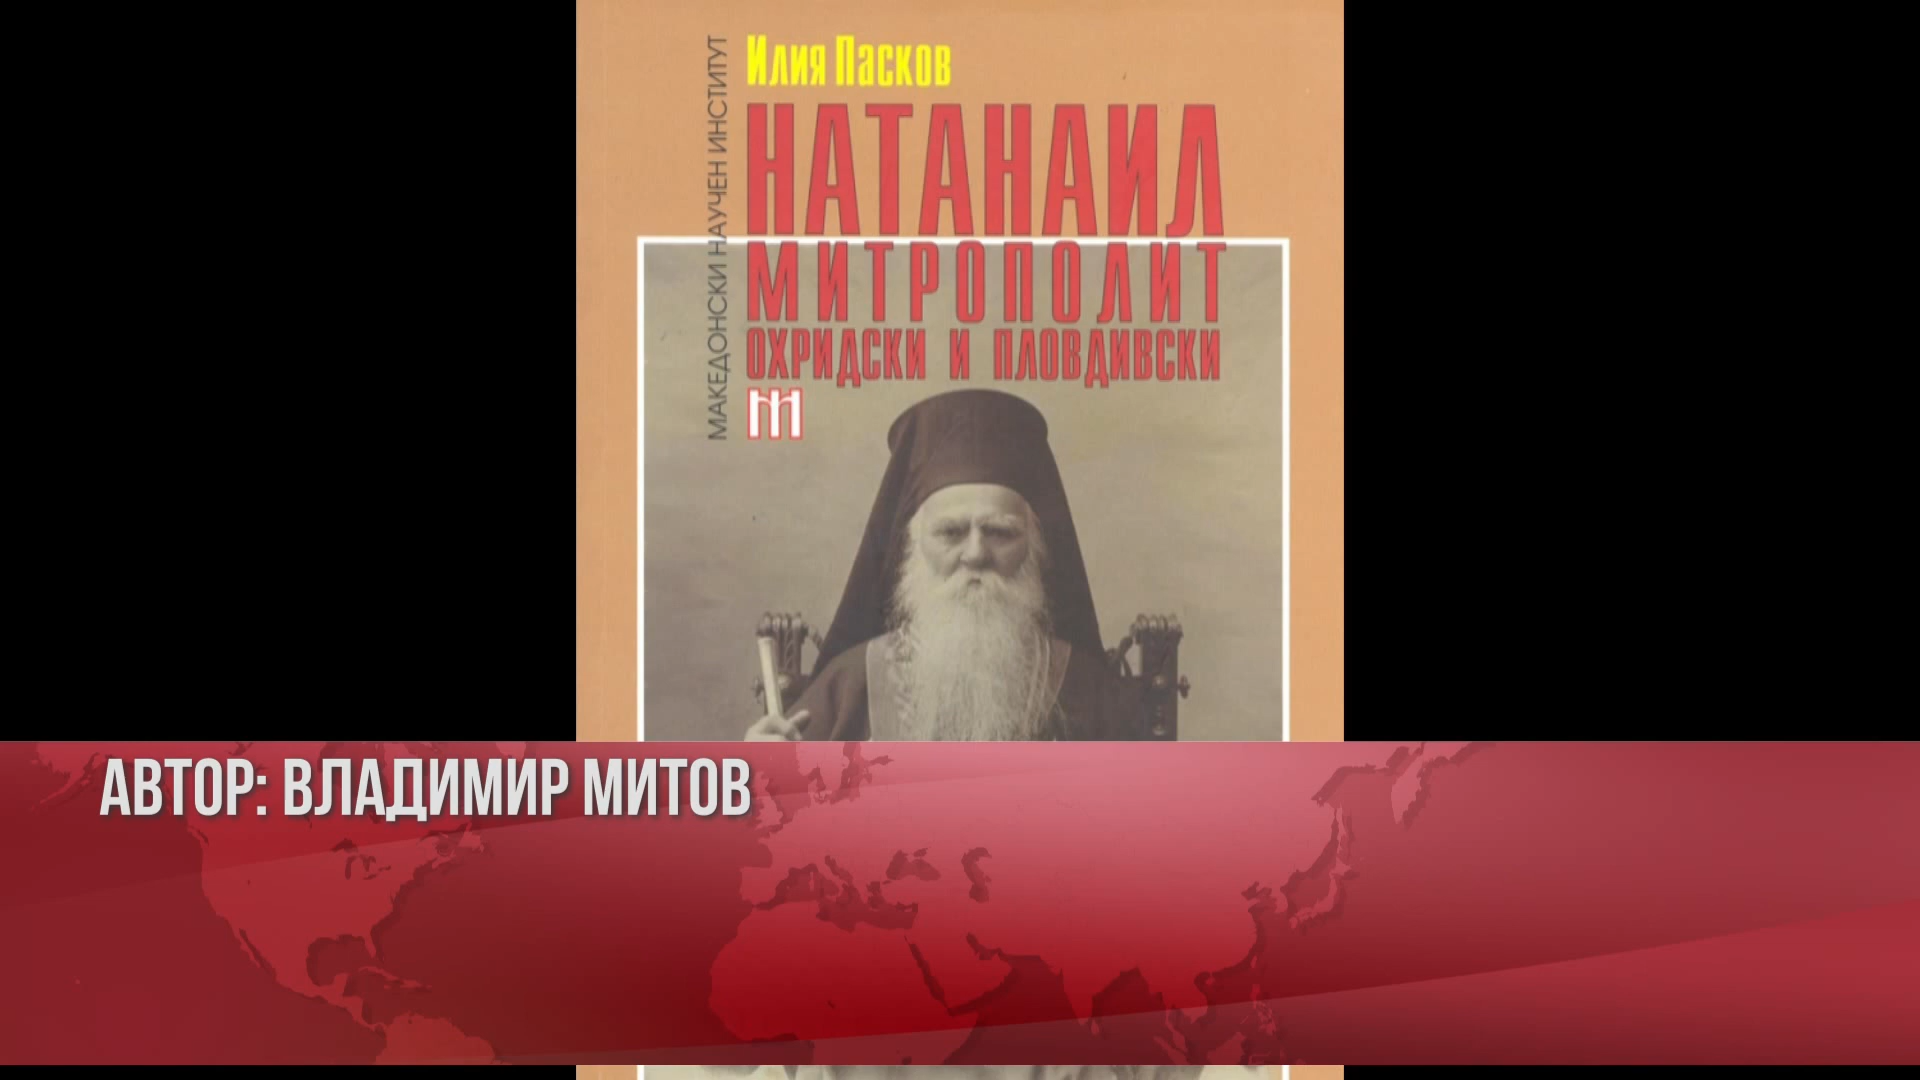 Илия Пасков
МАКЕДОНСКИ НАУЧЕН ИНСТИТУТ
НАТАНАИЛ
МИТРОПОЛИТ
ОХРИДСКИ И ПЛОВДИВСКИ
АВТОР: ВЛАДИМИР МИТОВ